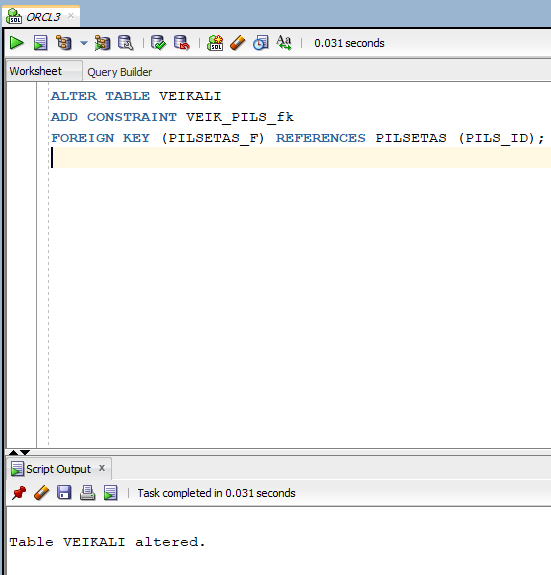 ORCL3
0.031 seconds
Worksheet Query Builder
ALTER TABLE VEIKALI
ADD CONSTRAINT VEIK_PILS_fk
FOREIGN KEY (PILSETAS_F) REFERENCES PILSETAS (PILS_ID);
Script Output x
Task completed in 0.031 seconds
Table VEIKALI altered.